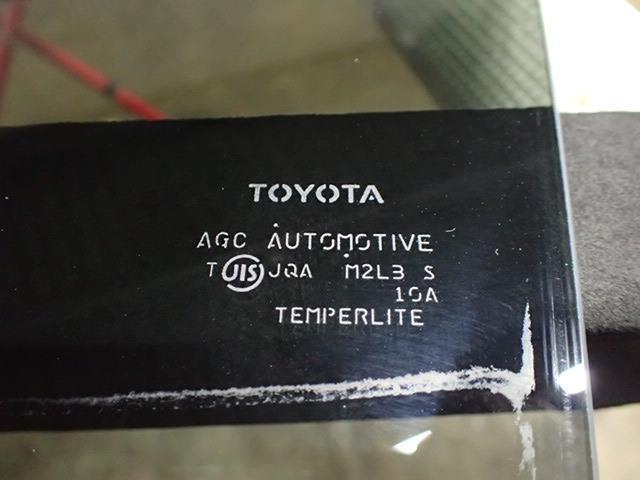 TOYOTA
AGC AUTOMOTIVE
T JIS JQA M2L3 S
10A
TEMPERLITE